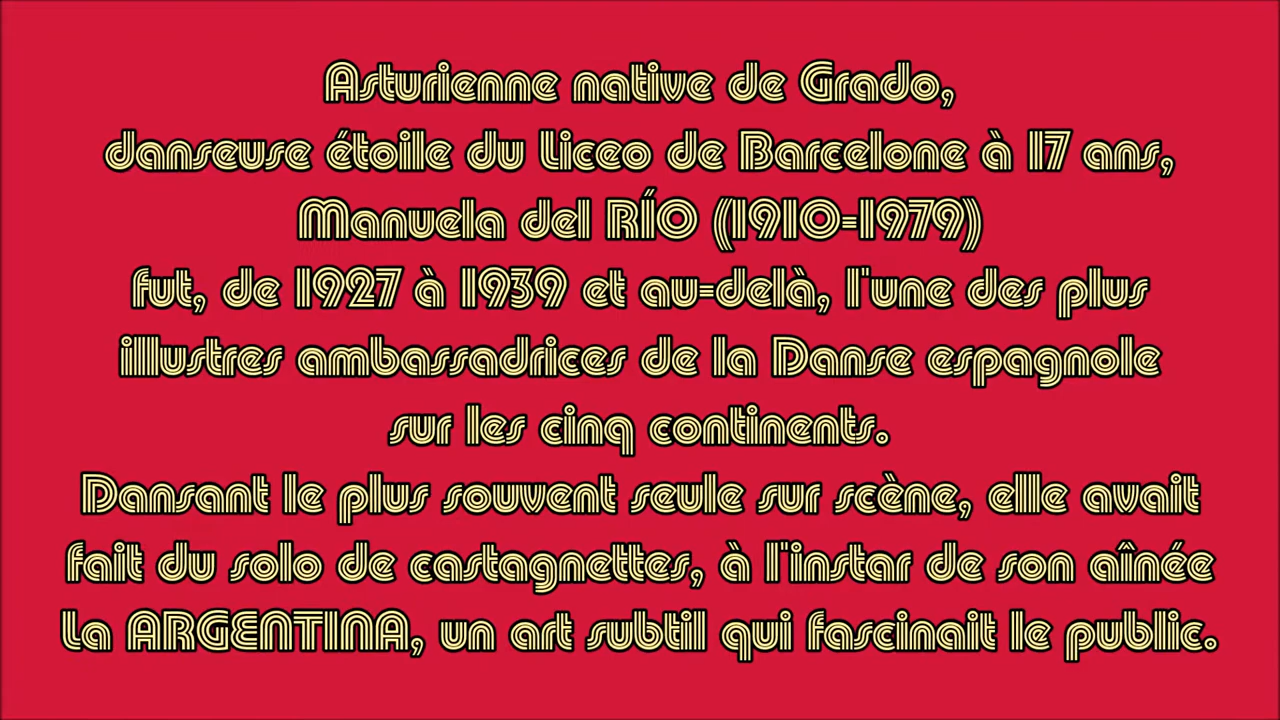 Asturienne native de Grado,
danseuse étoile du Liceo de Barcelone à 17 ans,
Manuela del RÍO (1910-1979)
fut, de 1927 à 1939 et au-delà, l'une des plus
illustres ambassadrices de la Danse espagnole
sur les cinq continents.
Dansant le plus souvent seule sur scène, elle avait
fait du solo de castagnettes, à l'instar de son aînée
La ARGENTINA, un art subtil qui fascinait le public.